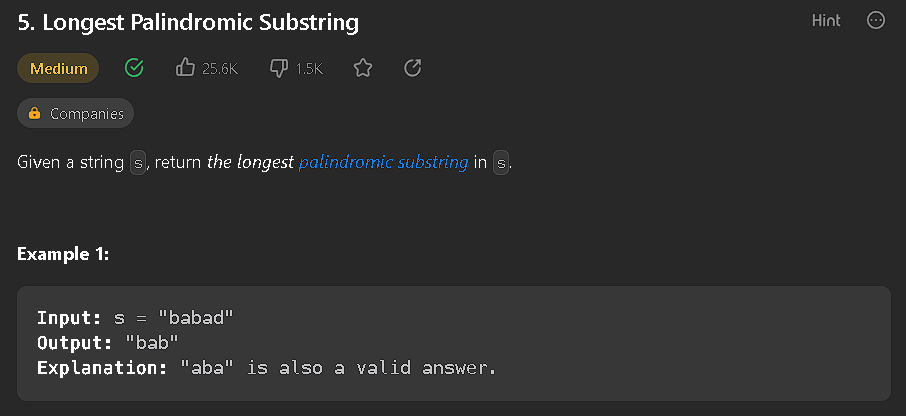 5. Longest Palindromic Substring
Hint
Medium
25.6K
1.5K
Companies
Given a string s, return the longest palindromic substring in s.
Example 1:
Input: s = "babad"
Output: "bab"
Explanation: "aba" is also a valid answer.